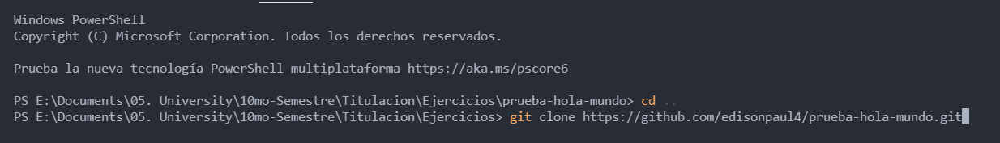 Windows PowerShell
Copyright (C) Microsoft Corporation. Todos los derechos reservados.
Prueba la nueva tecnología PowerShell multiplataforma https://aka.ms/pscore6
PS E:\Documents\05. University\10mo-Semestre\Titulacion\Ejercicios\prueba-hola-mundo> cd ..
PS E:\Documents\05. University\10mo-Semestre\Titulacion\Ejercicios> git clone https://github.com/edisonpaul4/prueba-hola-mundo.git